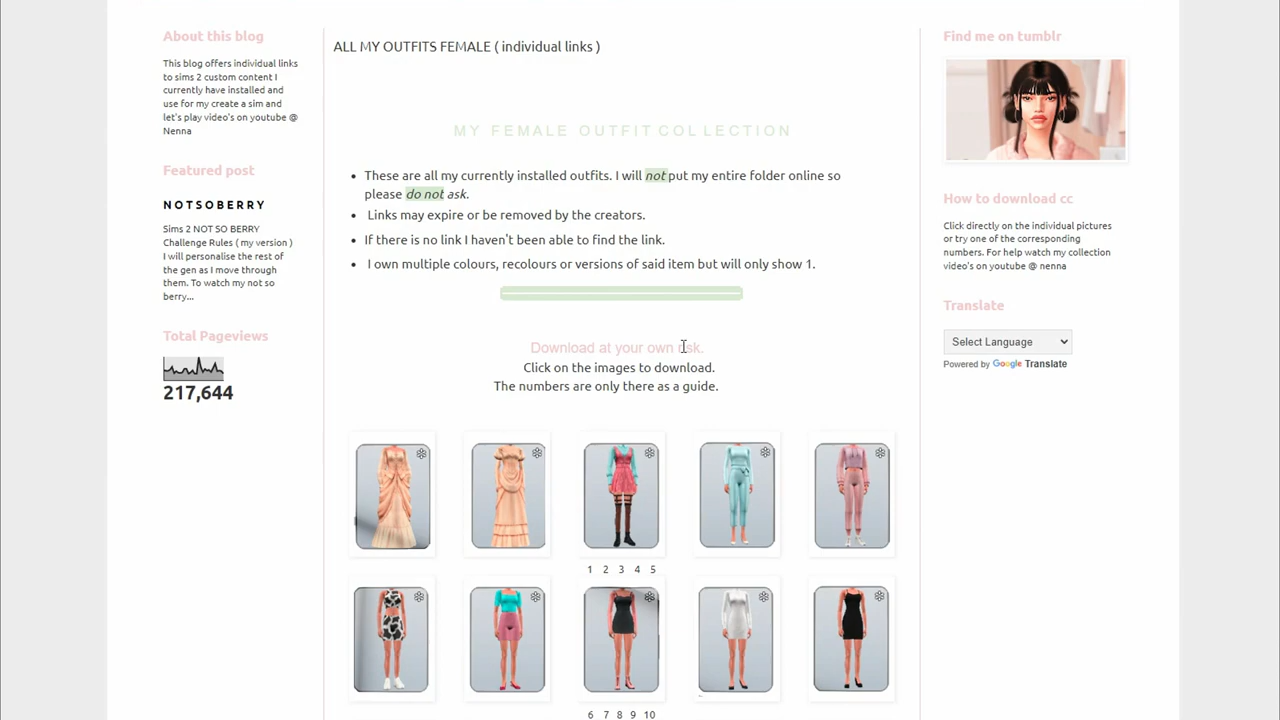 About this blog
This blog offers individual links
to sims 2 custom content I
currently have installed and
use for my create a sim and
let's play video's on youtube @
Nenna
Featured post
NOTSOBERRY
Sims 2 NOT SO BERRY
Challenge Rules ( my version )
I will personalise the rest of
the gen as I move through
them. To watch my not so
berry...
Total Pageviews
217,644
ALL MY OUTFITS FEMALE ( individual links )
MY FEMALE OUTFIT COLLECTION
• These are all my currently installed outfits. I will not put my entire folder online so
please do not ask.
• Links may expire or be removed by the creators.
• If there is no link I haven't been able to find the link.
• I own multiple colours, recolours or versions of said item but will only show 1.
Download at your own risk.
Click on the images to download.
The numbers are only there as a guide.
1 2 3 4 5
6 7 8 9 10
Find me on tumblr
How to download cc
Click directly on the individual pictures
or try one of the corresponding
numbers. For help watch my collection
video's on youtube @ nenna
Translate
Select Language
Powered by Google Translate